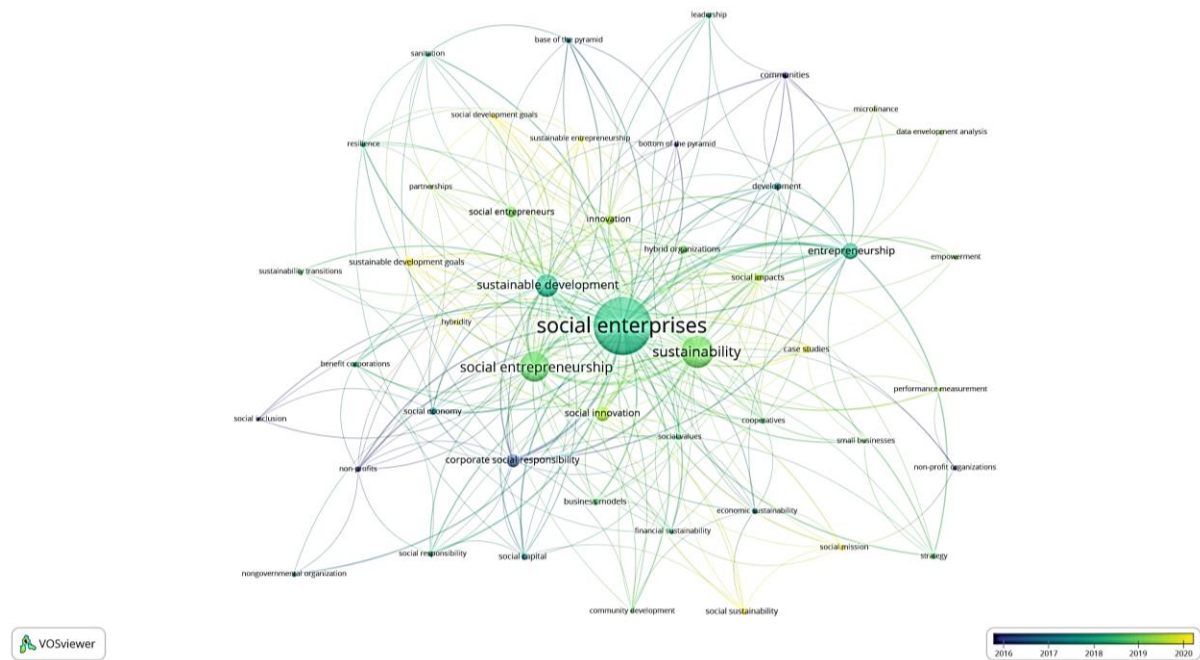 leadership
base of the pyramid
sanitation
communities
microfinance
social development goals
data envelopment analysis
sustainable entrepreneurship
resilience
bottom of the pyramid
partnerships
development
social entrepreneurs
innovation
hybrid organizations
entrepreneurship
empowerment
sustainable development goals
sustainability transitions
social impacts
sustainable development
hybridity
social enterprises
case studies
sustainability
benefit corporations
social entrepreneurship
performance measurement
social inclusion
social economy
social innovation
cooperatives
social values
small businesses
non-profits
corporate social responsibility
non-profit organizations
business models
economic sustainability
financial sustainability
social mission
social responsibility
social capital
strategy
nongovernmental organization
community development
social sustainability
VOSviewer
2016 2017 2018 2019 2020